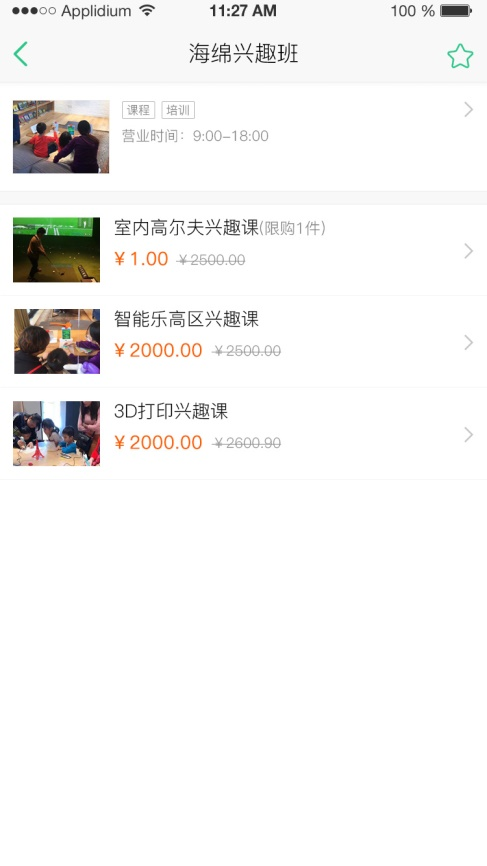 Applidium 11:27 AM 100 %
海绵兴趣班
课程 培训
营业时间：9:00-18:00
室内高尔夫兴趣课(限购1件)
¥1.00 ¥2500.00
智能乐高区兴趣课
¥2000.00 ¥2500.00
3D打印兴趣课
¥2000.00 ¥2600.90